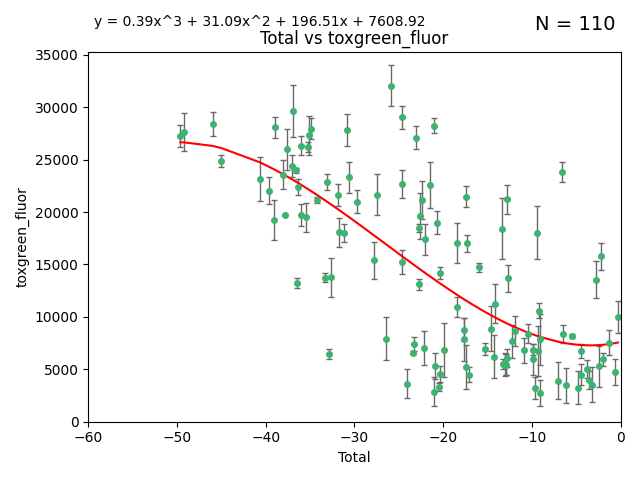 y = 0.39x^3 + 31.09x^2 + 196.51x + 7608.92
N = 110
Total vs toxgreen_fluor
35000
30000
25000
20000
15000
10000
5000
0
toxgreen_fluor
−60 −50 −40 −30 −20 −10 0
Total